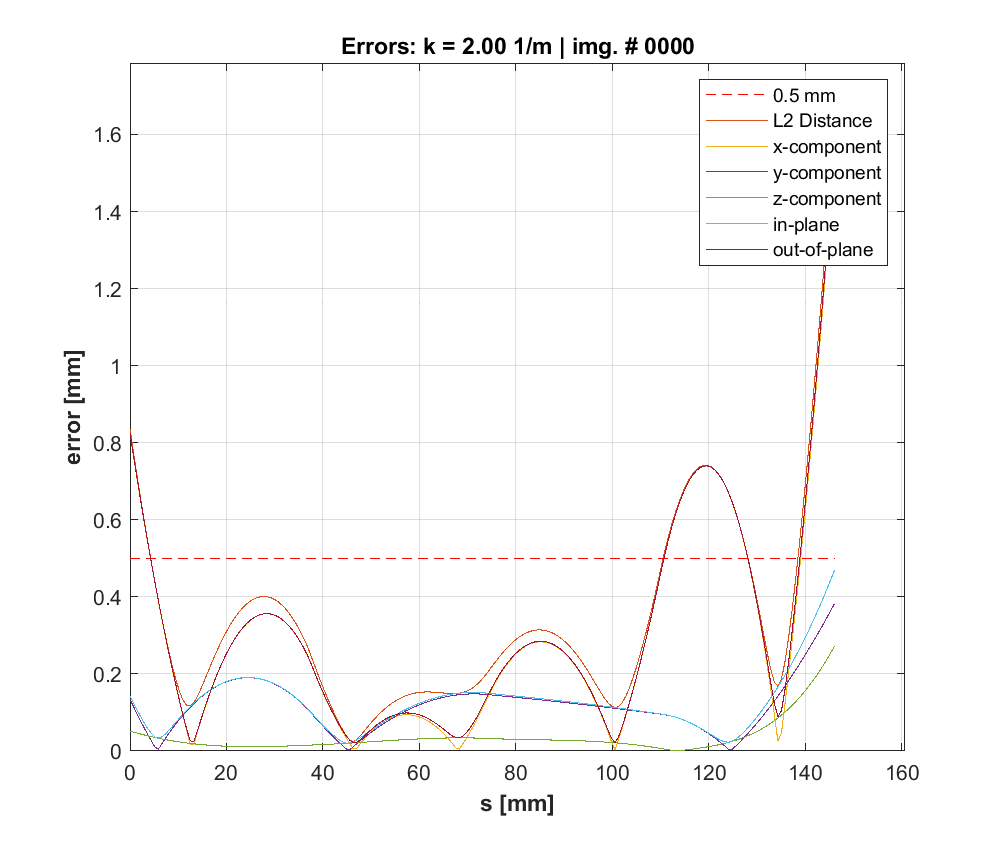 Errors: k = 2.00 1/m | img. # 0000
0.5 mm
L2 Distance
x-component
y-component
z-component
in-plane
out-of-plane
1.6
1.4
1.2
1
0.8
0.6
0.4
0.2
0
error [mm]
0 20 40 60 80 100 120 140 160
s [mm]